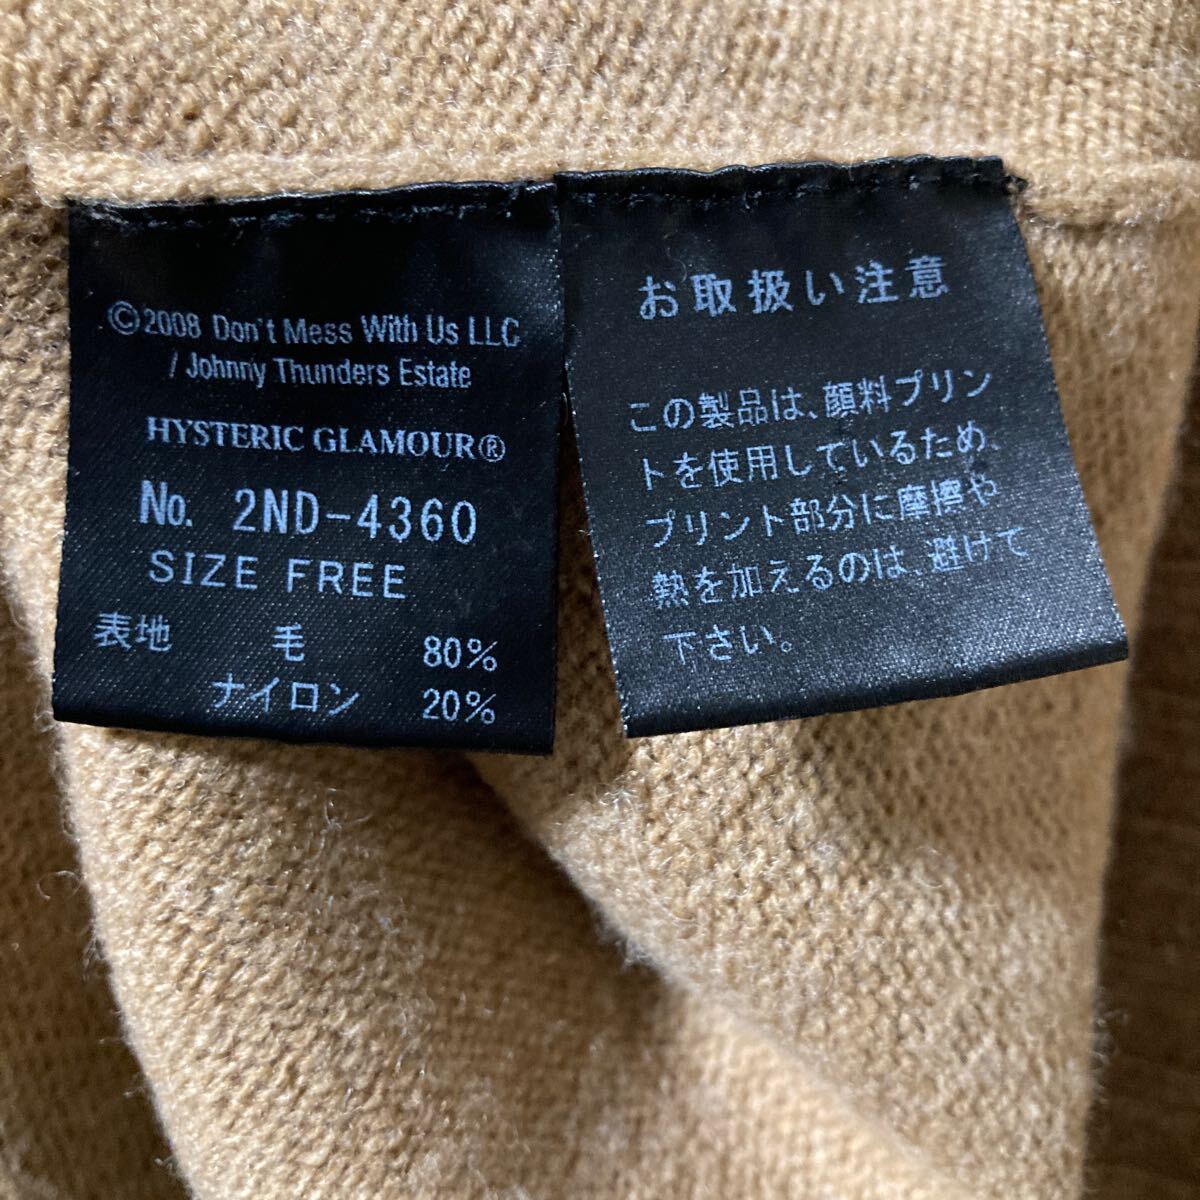 ©2008 Don't Mess With Us LLC
/ Johnny Thunders Estate
HYSTERIC GLAMOUR®
No. 2ND-4360
SIZE FREE
表地 毛 80%
ナイロン 20%
お取扱い注意
この製品は、顔料プリン
トを使用しているため、
プリント部分に摩擦や
熱を加えるのは、避けて
下さい。